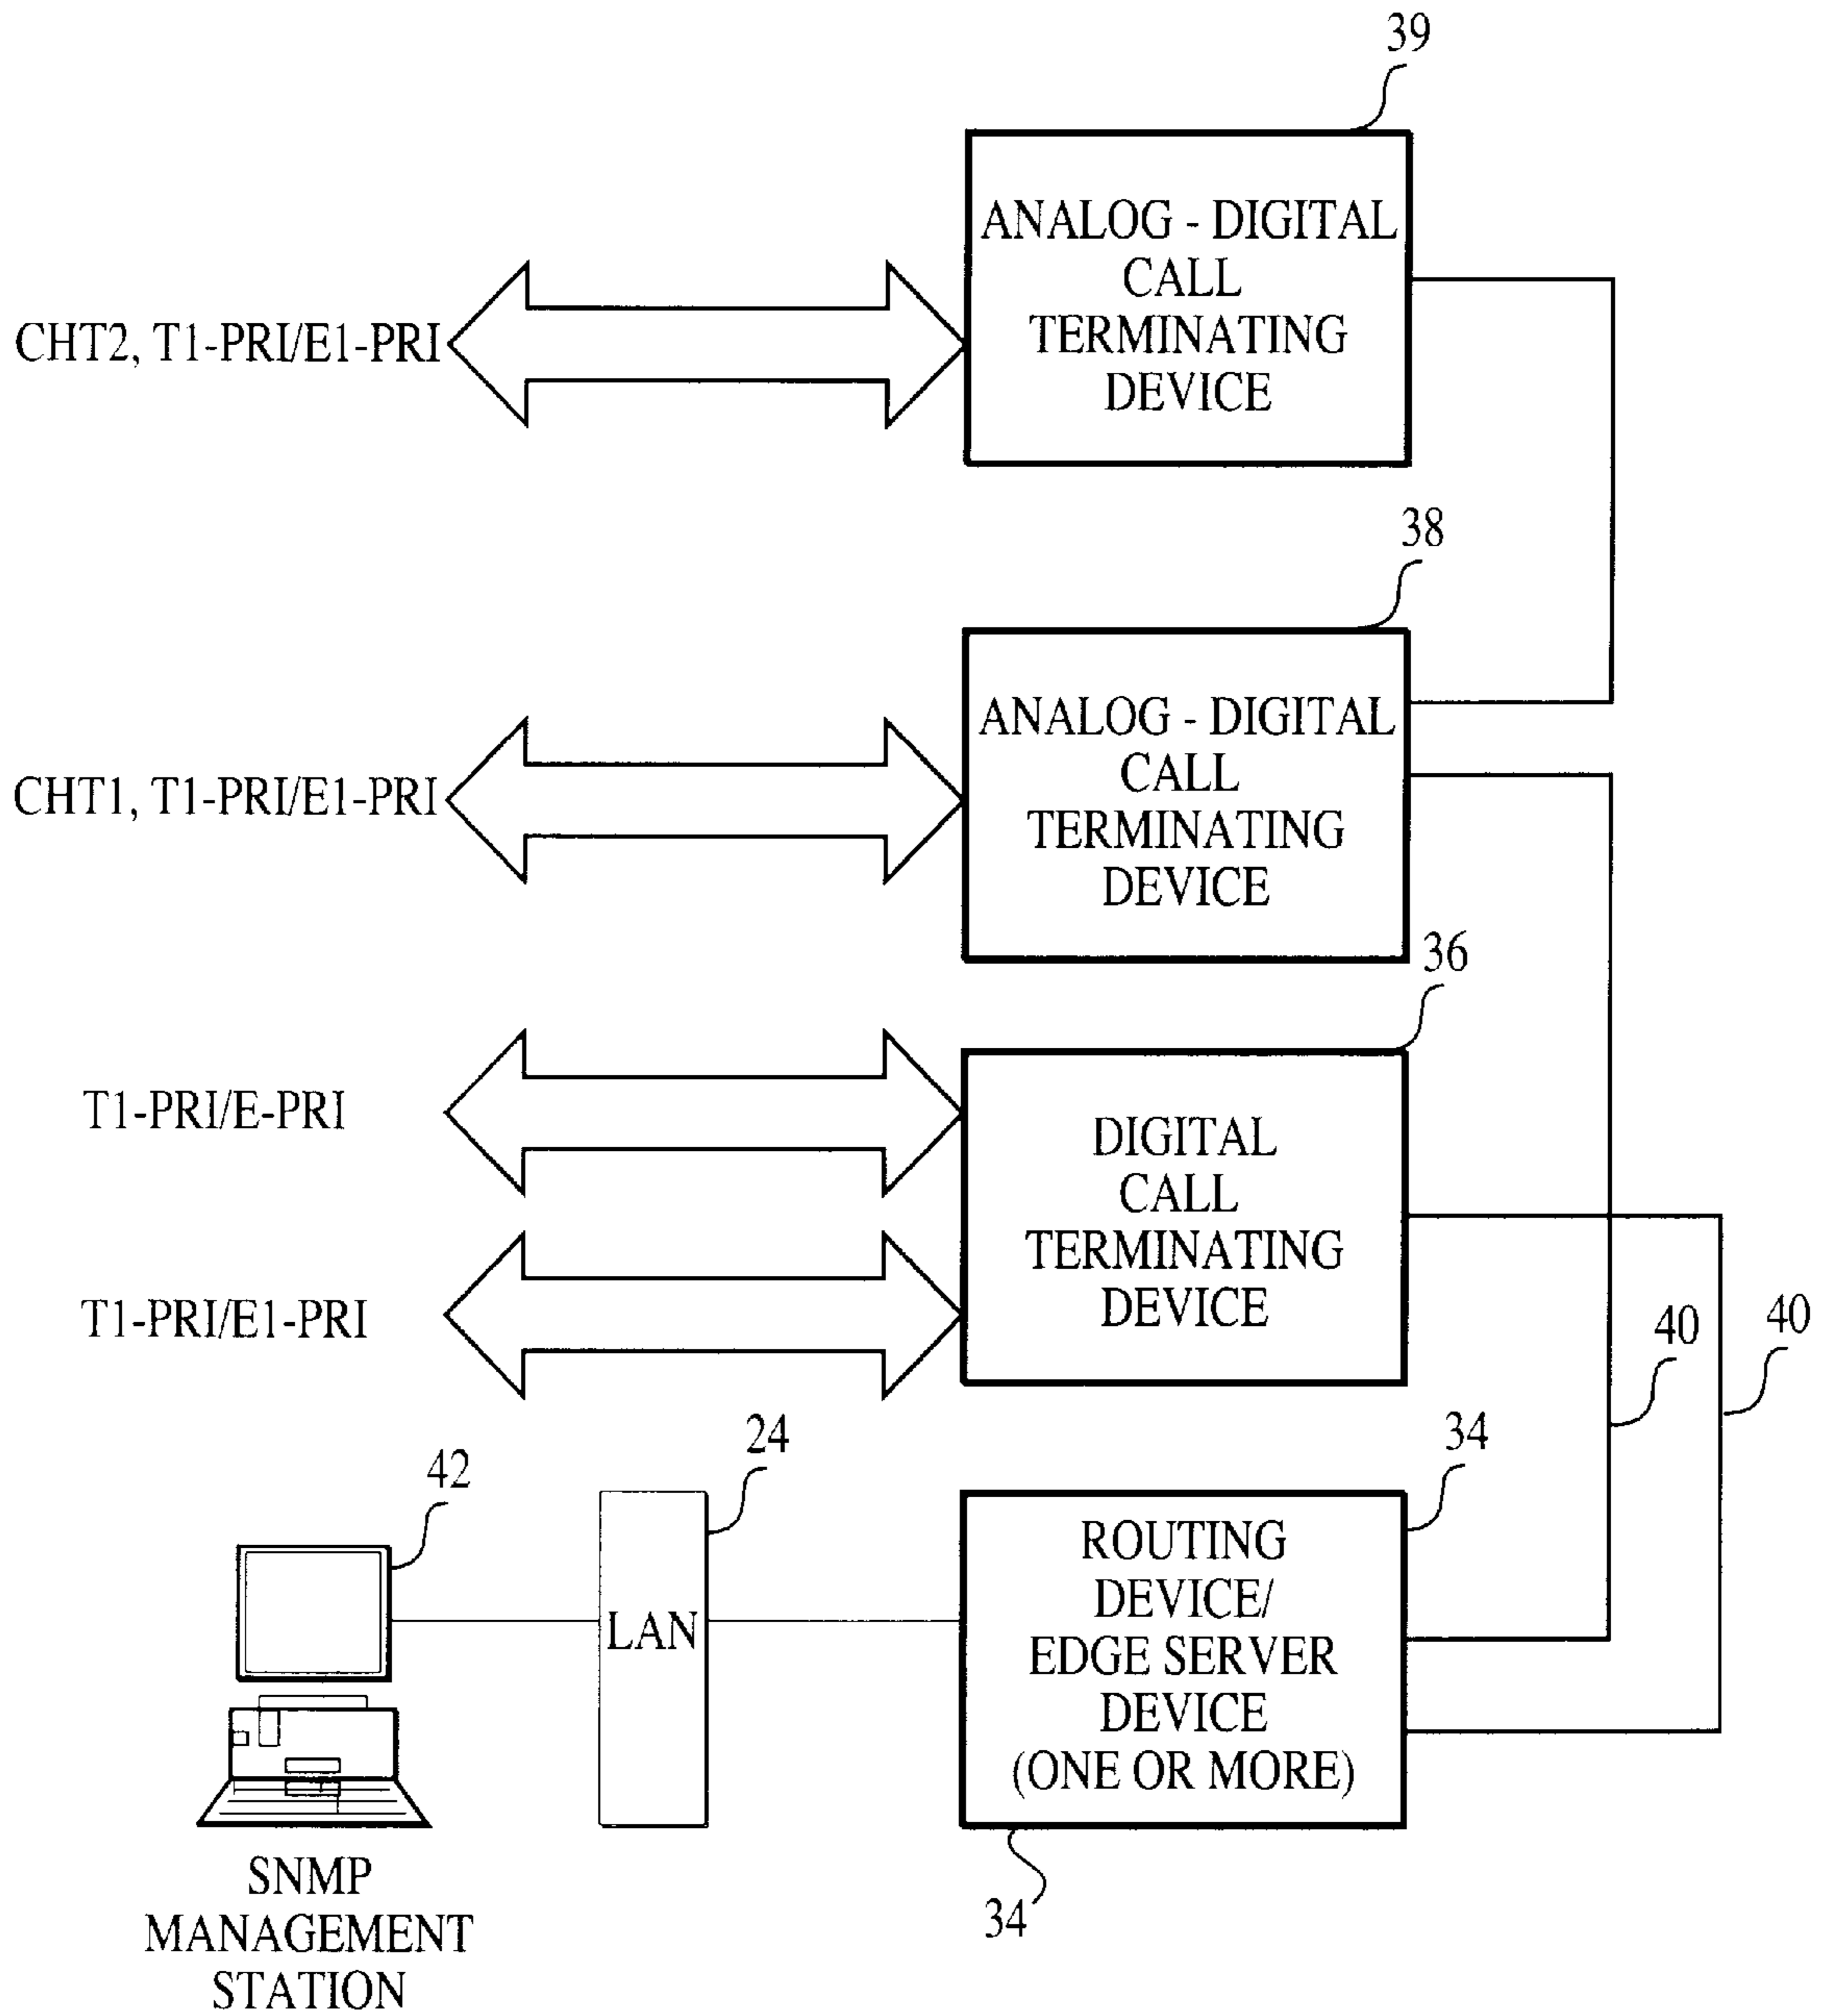 39
ANALOG - DIGITAL
CALL
TERMINATING
DEVICE
CHT2, T1-PRI/E1-PRI
38
ANALOG - DIGITAL
CALL
TERMINATING
DEVICE
CHT1, T1-PRI/E1-PRI
36
T1-PRI/E-PRI
DIGITAL
CALL
TERMINATING
DEVICE
T1-PRI/E1-PRI
40
40
42
24
34
LAN
ROUTING
DEVICE/
EDGE SERVER
DEVICE
(ONE OR MORE)
34
SNMP
MANAGEMENT
STATION